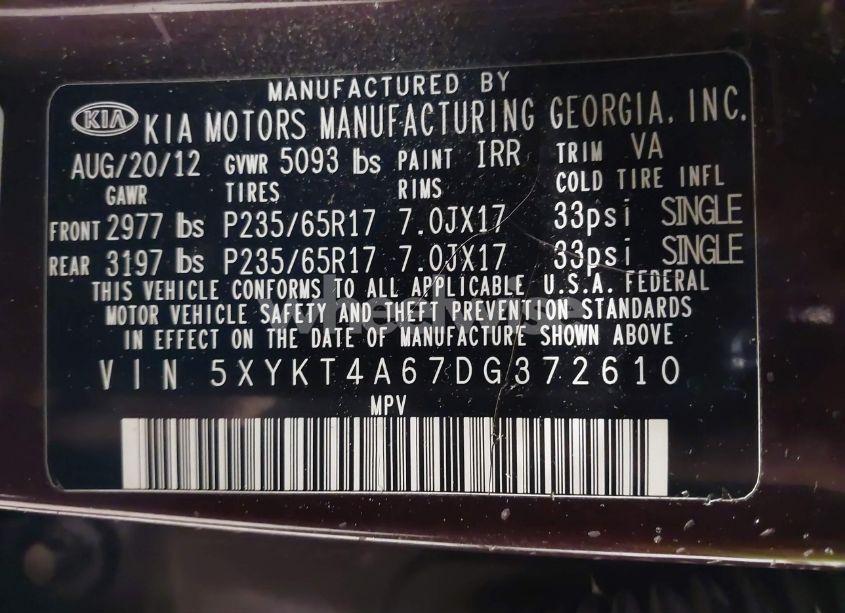 MANUFACTURED BY
KIA KIA MOTORS MANUFACTURING GEORGIA, INC.
AUG/20/12 GVWR 5093 lbs PAINT IRR TRIM VA
GAWR TIRES RIMS COLD TIRE INFL
FRONT 2977 lbs P235/65R17 7.0JX17 33psi SINGLE
REAR 3197 lbs P235/65R17 7.0JX17 33psi SINGLE
THIS VEHICLE CONFORMS TO ALL APPLICABLE U.S.A. FEDERAL
MOTOR VEHICLE SAFETY AND THEFT PREVENTION STANDARDS
IN EFFECT ON THE DATE OF MANUFACTURE SHOWN ABOVE
VIN 5XYKT4A67DG372610
MPV